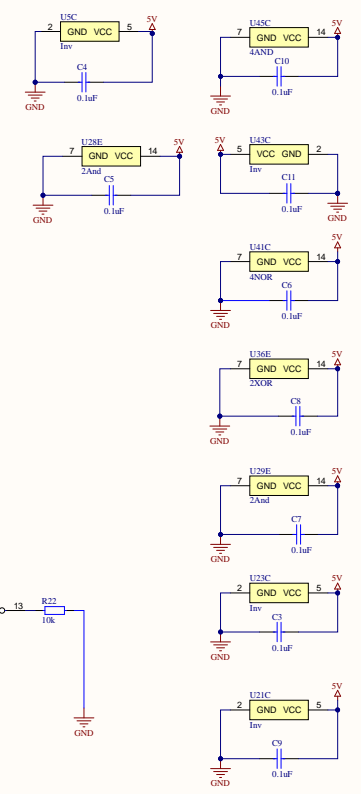 U5C
5V
2 GND VCC 5
Inv
C4
0.1uF
GND
U45C
5V
7 GND VCC 14
4AND
C10
0.1uF
GND
U28E
5V
7 GND VCC 14
2And
C5
0.1uF
GND
5V
U43C
5 VCC GND 2
Inv
C11
0.1uF
GND
U41C
5V
7 GND VCC 14
4NOR
C6
0.1uF
GND
U36E
5V
7 GND VCC 14
2XOR
C8
0.1uF
GND
U29E
5V
7 GND VCC 14
2And
C7
0.1uF
GND
U23C
5V
2 GND VCC 5
Inv
C3
0.1uF
GND
13
R22
10k
GND
U21C
5V
2 GND VCC 5
Inv
C9
0.1uF
GND